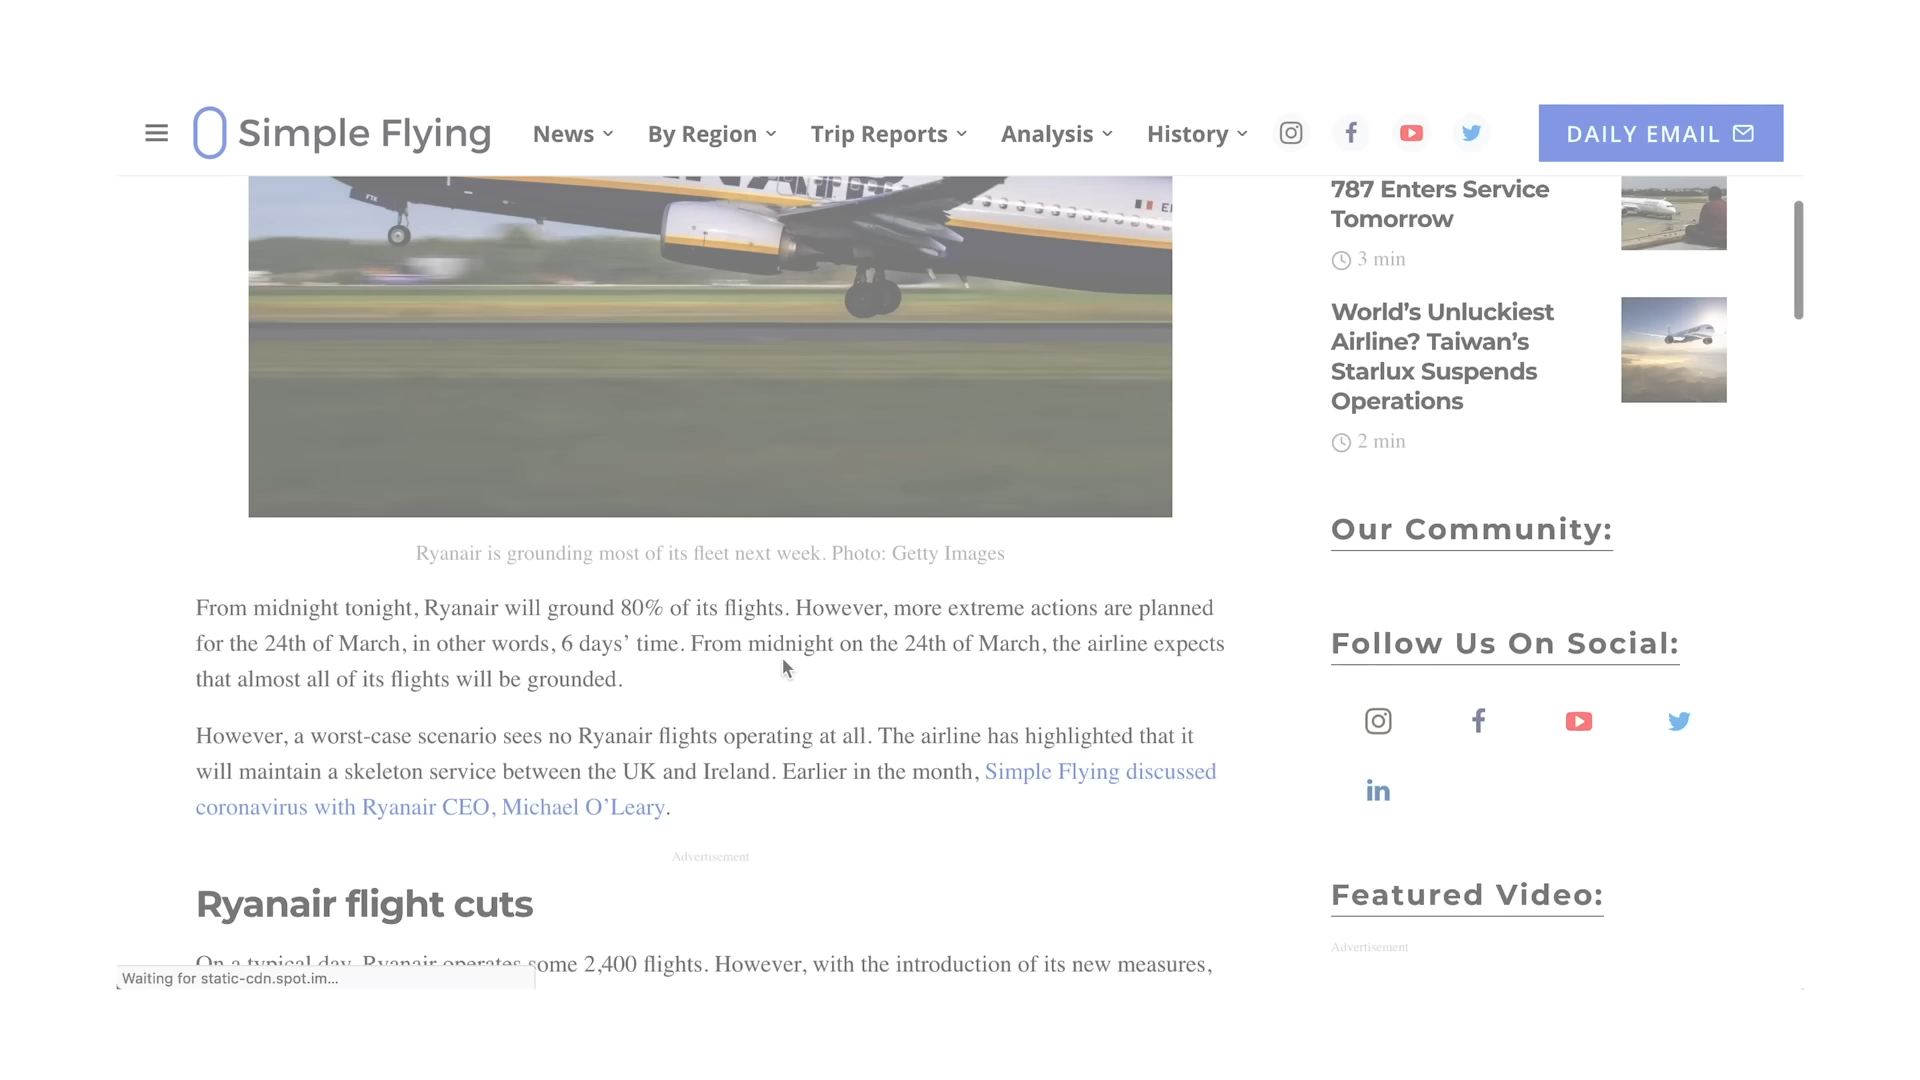 Simple Flying
News
By Region
Trip Reports
Analysis
History
DAILY EMAIL
787 Enters Service
Tomorrow
3 min
World's Unluckiest
Airline? Taiwan's
Starlux Suspends
Operations
2 min
Our Community:
Follow Us On Social:
Featured Video:
Advertisement
Ryanair is grounding most of its fleet next week. Photo: Getty Images
From midnight tonight, Ryanair will ground 80% of its flights. However, more extreme actions are planned
for the 24th of March, in other words, 6 days' time. From midnight on the 24th of March, the airline expects
that almost all of its flights will be grounded.
However, a worst-case scenario sees no Ryanair flights operating at all. The airline has highlighted that it
will maintain a skeleton service between the UK and Ireland. Earlier in the month, Simple Flying discussed
coronavirus with Ryanair CEO, Michael O'Leary.
Advertisement
Ryanair flight cuts
On a typical day, Ryanair operates some 2,400 flights. However, with the introduction of its new measures,
Waiting for static-cdn.spot.im...